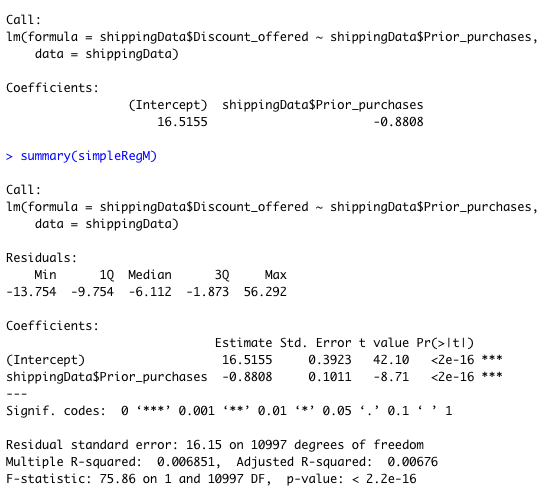 Call:
lm(formula = shippingData$Discount_offered ~ shippingData$Prior_purchases,
    data = shippingData)

Coefficients:
                 (Intercept)  shippingData$Prior_purchases
                     16.5155                       -0.8808

> summary(simpleRegM)

Call:
lm(formula = shippingData$Discount_offered ~ shippingData$Prior_purchases,
    data = shippingData)

Residuals:
    Min      1Q  Median      3Q     Max
-13.754  -9.754  -6.112  -1.873  56.292

Coefficients:
                             Estimate Std. Error t value Pr(>|t|)
(Intercept)                   16.5155     0.3923   42.10   <2e-16 ***
shippingData$Prior_purchases  -0.8808     0.1011   -8.71   <2e-16 ***
---
Signif. codes:  0 ‘***’ 0.001 ‘**’ 0.01 ‘*’ 0.05 ‘.’ 0.1 ‘ ’ 1

Residual standard error: 16.15 on 10997 degrees of freedom
Multiple R-squared:  0.006851,	Adjusted R-squared:  0.00676
F-statistic: 75.86 on 1 and 10997 DF,  p-value: < 2.2e-16